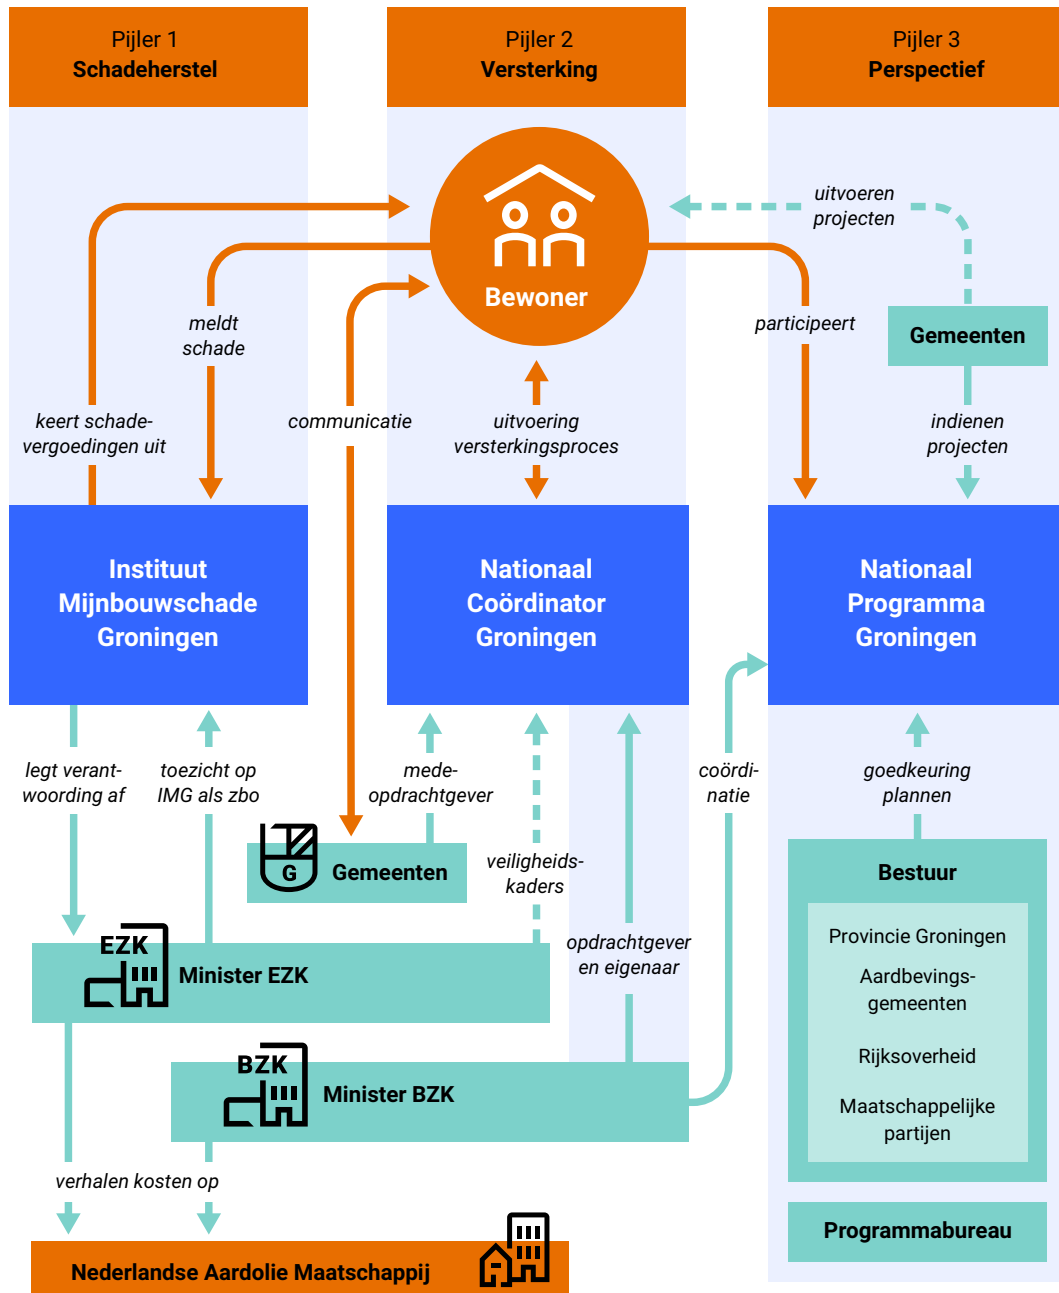 Pijler 1
Schadeherstel
Pijler 2
Versterking
Pijler 3
Perspectief
Bewoner
uitvoeren
projecten
Gemeenten
indienen
projecten
meldt
schade
participeert
keert schade-
vergoedingen uit
communicatie
uitvoering
versterkingsproces
Instituut
Mijnbouwschade
Groningen
Nationaal
Coördinator
Groningen
Nationaal
Programma
Groningen
legt verant-
woording af
toezicht op
IMG als zbo
mede-
opdrachtgever
coördi-
natie
goedkeuring
plannen
G
Gemeenten
veiligheids-
kaders
Bestuur
Provincie Groningen
Aardbevings-
gemeenten
Rijksoverheid
Maatschappelijke
partijen
EZK
Minister EZK
opdrachtgever
en eigenaar
BZK
Minister BZK
verhalen kosten op
Programmabureau
Nederlandse Aardolie Maatschappij